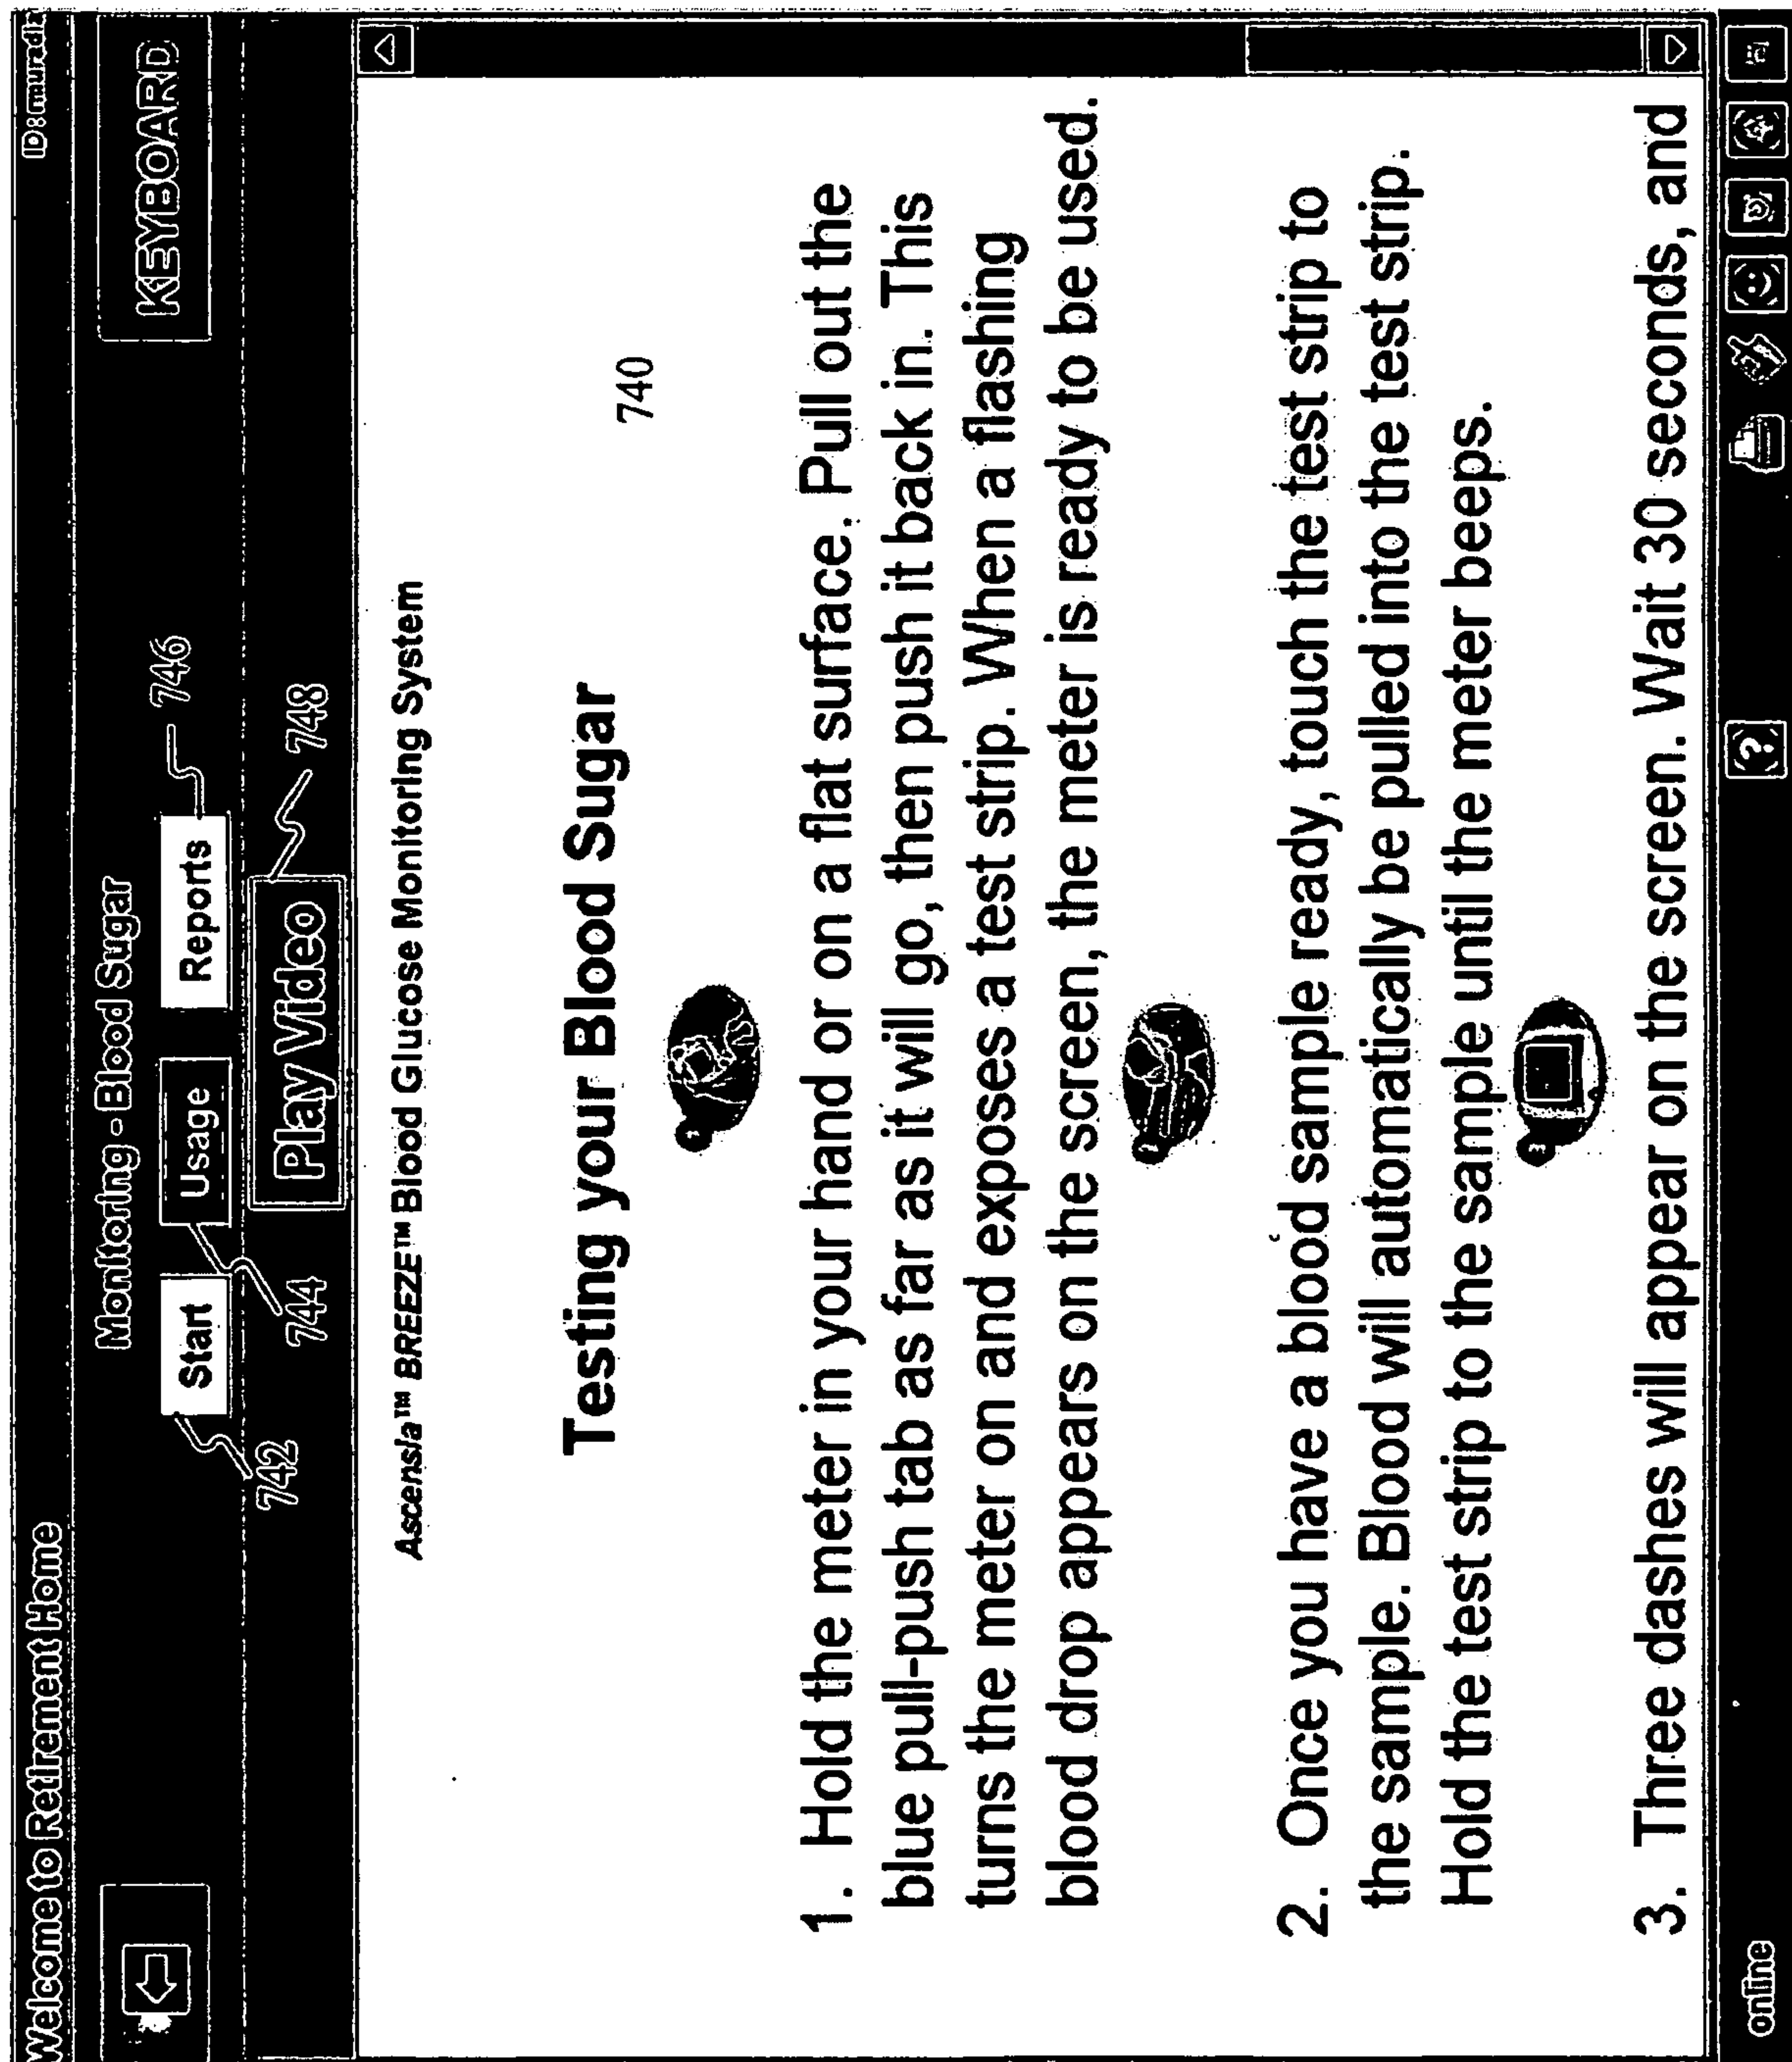 Welcome to Retirement Home
KEYBOARD
Monitoring - Blood Sugar
Start
Usage
Reports
746
742
744
Play Video
748
Ascensia™ BREEZE™ Blood Glucose Monitoring System
Testing your Blood Sugar
740
1. Hold the meter in your hand or on a flat surface. Pull out the
blue pull-push tab as far as it will go, then push it back in. This
turns the meter on and exposes a test strip. When a flashing
blood drop appears on the screen, the meter is ready to be used.
2. Once you have a blood sample ready, touch the test strip to
the sample. Blood will automatically be pulled into the test strip.
Hold the test strip to the sample until the meter beeps.
3
3. Three dashes will appear on the screen. Wait 30 seconds, and
online
?